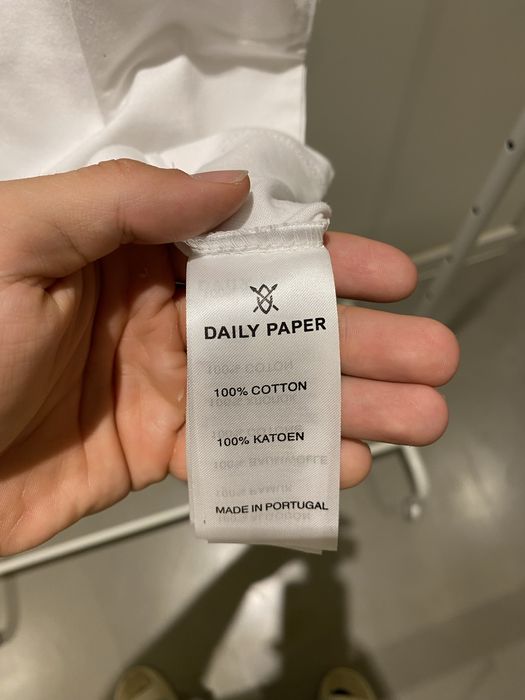 DAILY PAPER
100% COTTON
100% KATOEN
MADE IN PORTUGAL